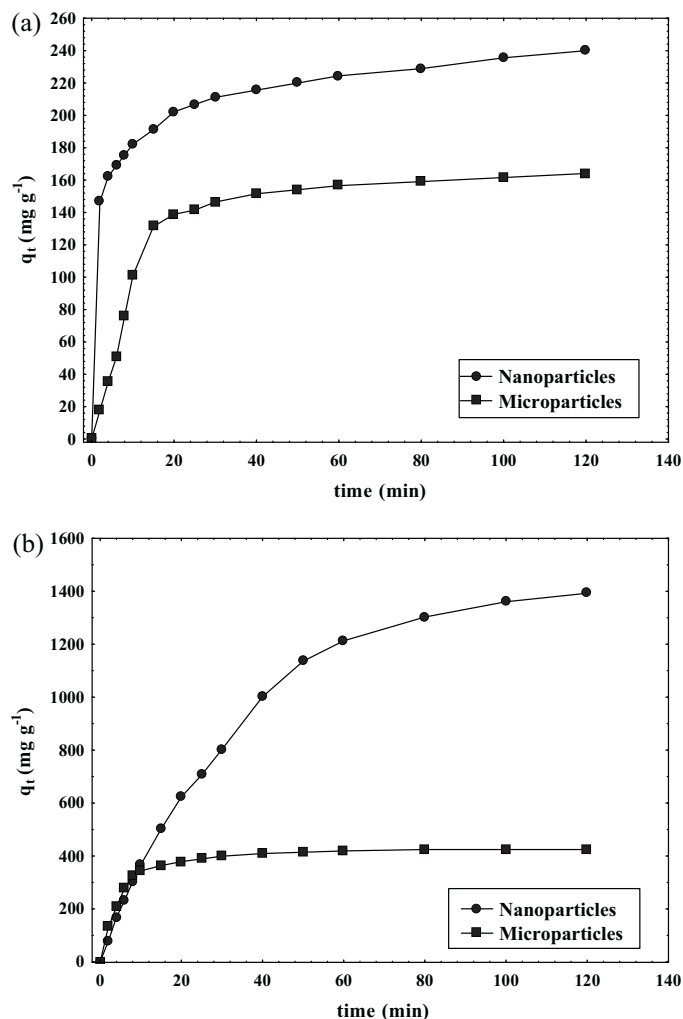 (a)
260
240
220
200
180
160
140
120
100
80
60
40
20
0
q_t (mg g^-1)
Nanoparticles
Microparticles
0 20 40 60 80 100 120 140
time (min)
(b)
1600
1400
1200
1000
800
600
400
200
0
q_t (mg g^-1)
Nanoparticles
Microparticles
0 20 40 60 80 100 120 140
time (min)